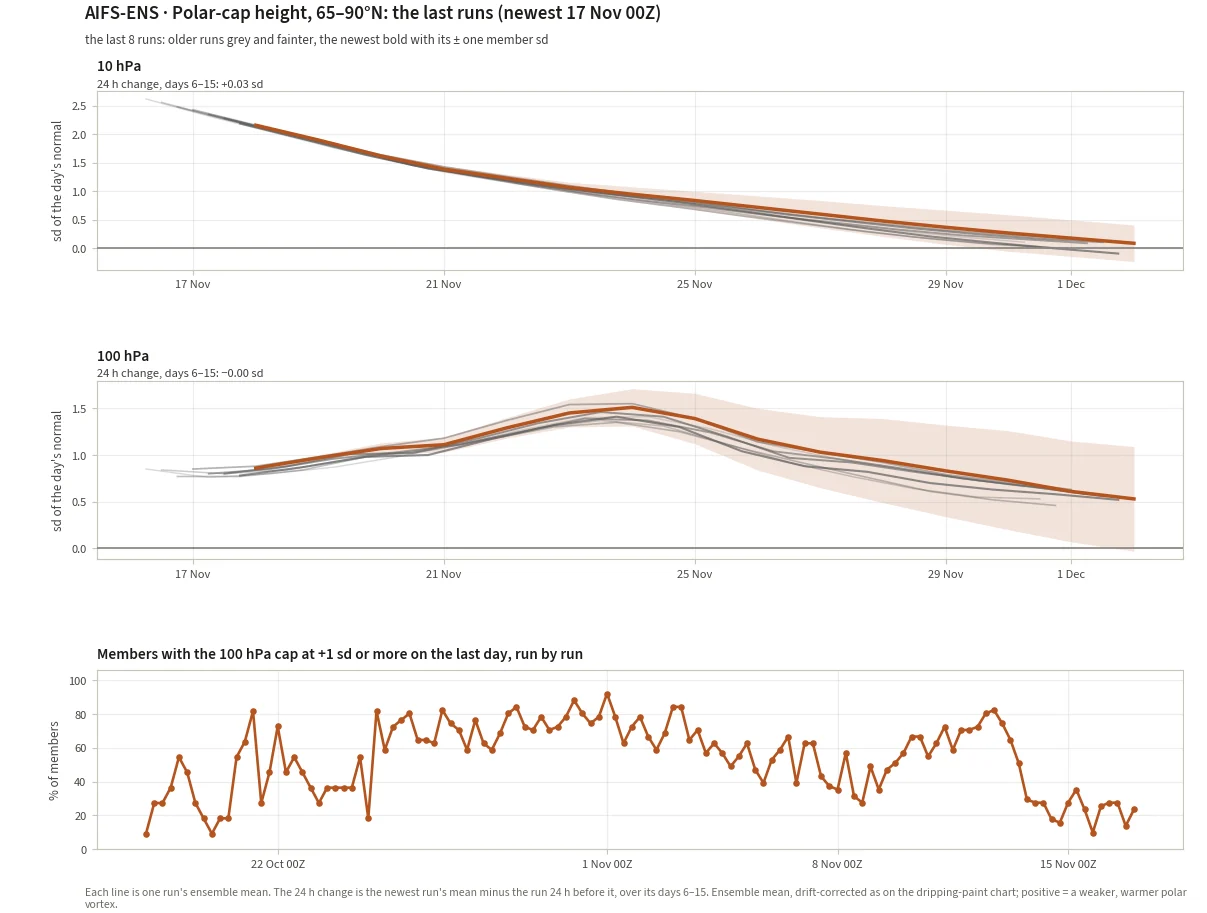 AIFS-ENS · Polar-cap height, 65–90°N: the last runs (newest 17 Nov 00Z)
the last 8 runs: older runs grey and fainter, the newest bold with its ± one member sd
10 hPa
24 h change, days 6–15: +0.03 sd
sd of the day's normal
2.5
2.0
1.5
1.0
0.5
0.0
17 Nov
21 Nov
25 Nov
29 Nov
1 Dec
100 hPa
24 h change, days 6–15: −0.00 sd
sd of the day's normal
1.5
1.0
0.5
0.0
17 Nov
21 Nov
25 Nov
29 Nov
1 Dec
Members with the 100 hPa cap at +1 sd or more on the last day, run by run
% of members
100
80
60
40
20
0
22 Oct 00Z
1 Nov 00Z
8 Nov 00Z
15 Nov 00Z
Each line is one run's ensemble mean. The 24 h change is the newest run's mean minus the run 24 h before it, over its days 6–15. Ensemble mean, drift-corrected as on the dripping-paint chart; positive = a weaker, warmer polar
vortex.